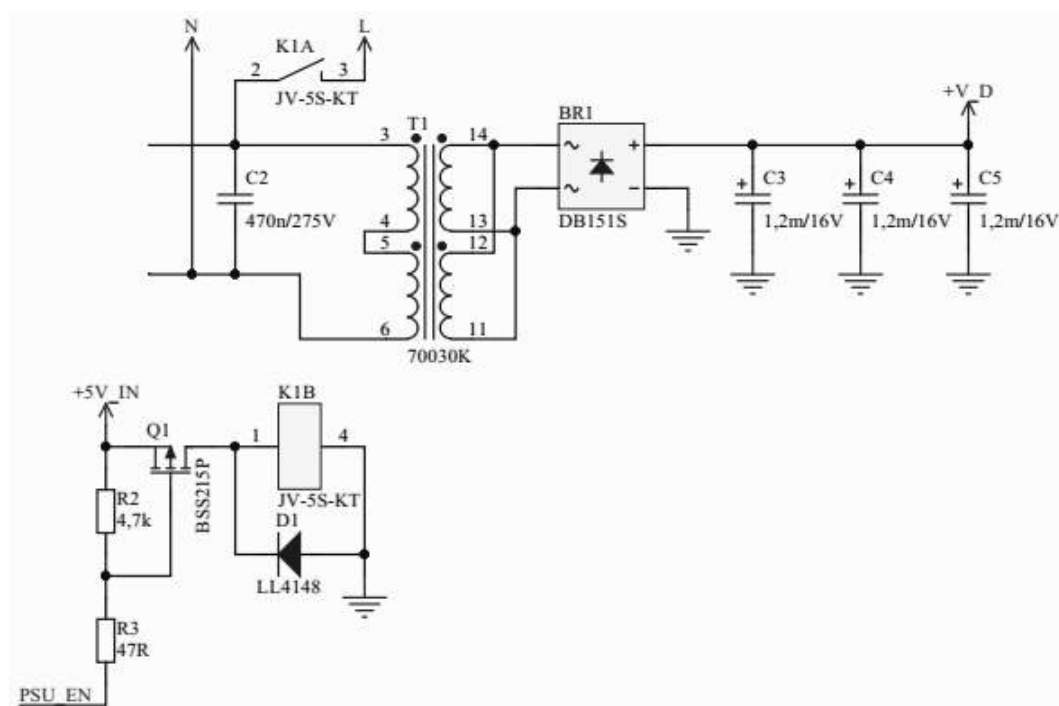 N
L
K1A
2
3
JV-5S-KT
T1
3
14
BR1
+V_D
~
+
C2
470n/275V
~
-
+
C3
+
C4
+
C5
4
13
DB151S
1,2m/16V
1,2m/16V
1,2m/16V
5
12
6
11
70030K
+5V_IN
K1B
Q1
1
4
BSS215P
R2
4,7k
JV-5S-KT
D1
LL4148
R3
47R
PSU_EN